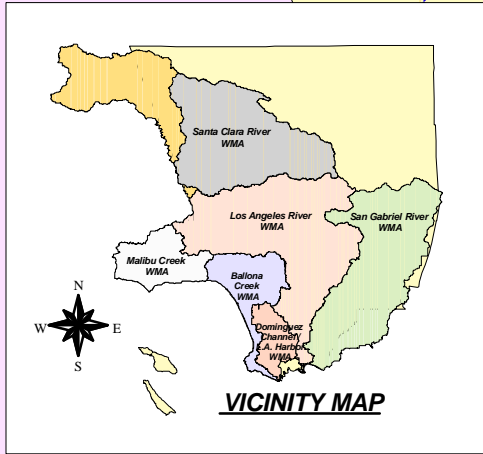 Santa Clara River
WMA
Los Angeles River
WMA
San Gabriel River
WMA
Malibu Creek
WMA
Ballona
Creek
WMA
Dominguez
Channel/
L.A. Harbor
WMA
N
W
E
S
VICINITY MAP